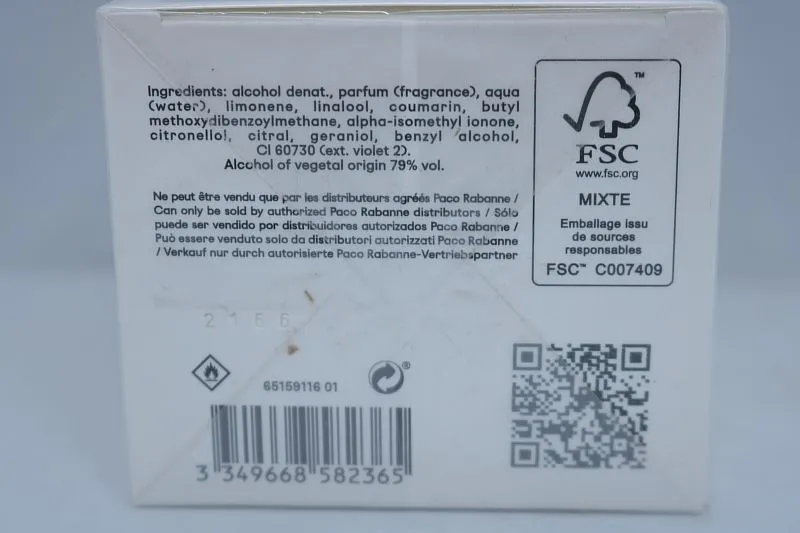 Ingredients: alcohol denat., parfum (fragrance), aqua
(water), limonene, linalool, coumarin, butyl
methoxydibenzoylmethane, alpha-isomethyl ionone,
citronellol, citral, geraniol, benzyl alcohol,
CI 60730 (ext. violet 2).
Alcohol of vegetal origin 79% vol.
Ne peut être vendu que par les distributeurs agréés Paco Rabanne /
Can only be sold by authorized Paco Rabanne distributors / Sólo
puede ser vendido por distribuidores autorizados Paco Rabanne /
Può essere venduto solo da distributori autorizzati Paco Rabanne
/ Verkauf nur durch autorisierte Paco Rabanne-Vertriebspartner
™
FSC
www.fsc.org
MIXTE
Emballage issu
de sources
responsables
FSC™ C007409
2166
65159116 01
®
3 349668 582365